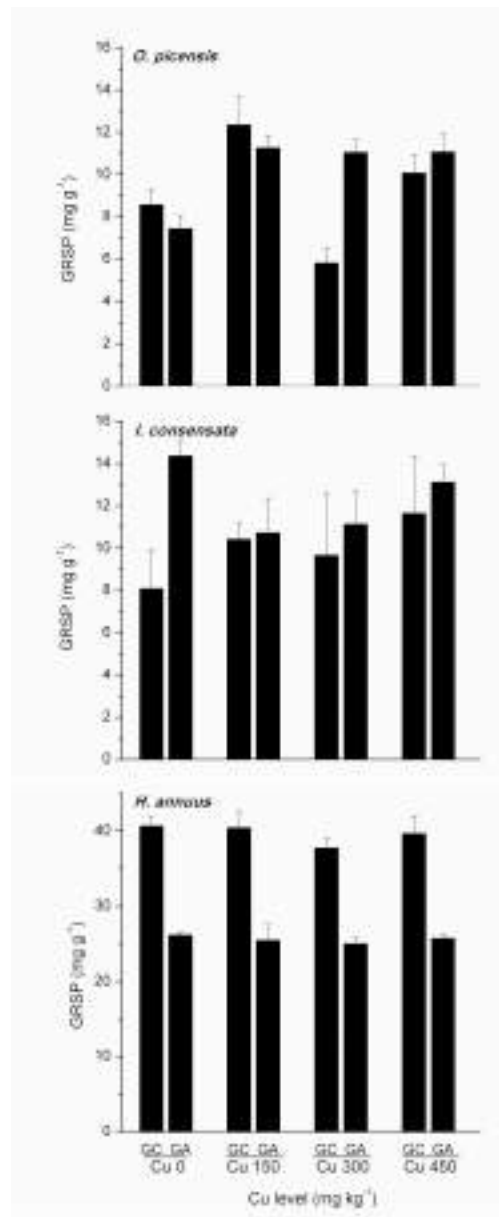 O. picensis
16
14
12
10
8
6
4
2
0
GRSP (mg g⁻¹)
I. consensata
16
14
12
10
8
6
4
2
0
GRSP (mg g⁻¹)
H. annuus
40
30
20
10
0
GRSP (mg g⁻¹)
GC GA GC GA GC GA GC GA
Cu 0 Cu 150 Cu 300 Cu 450
Cu level (mg kg⁻¹)